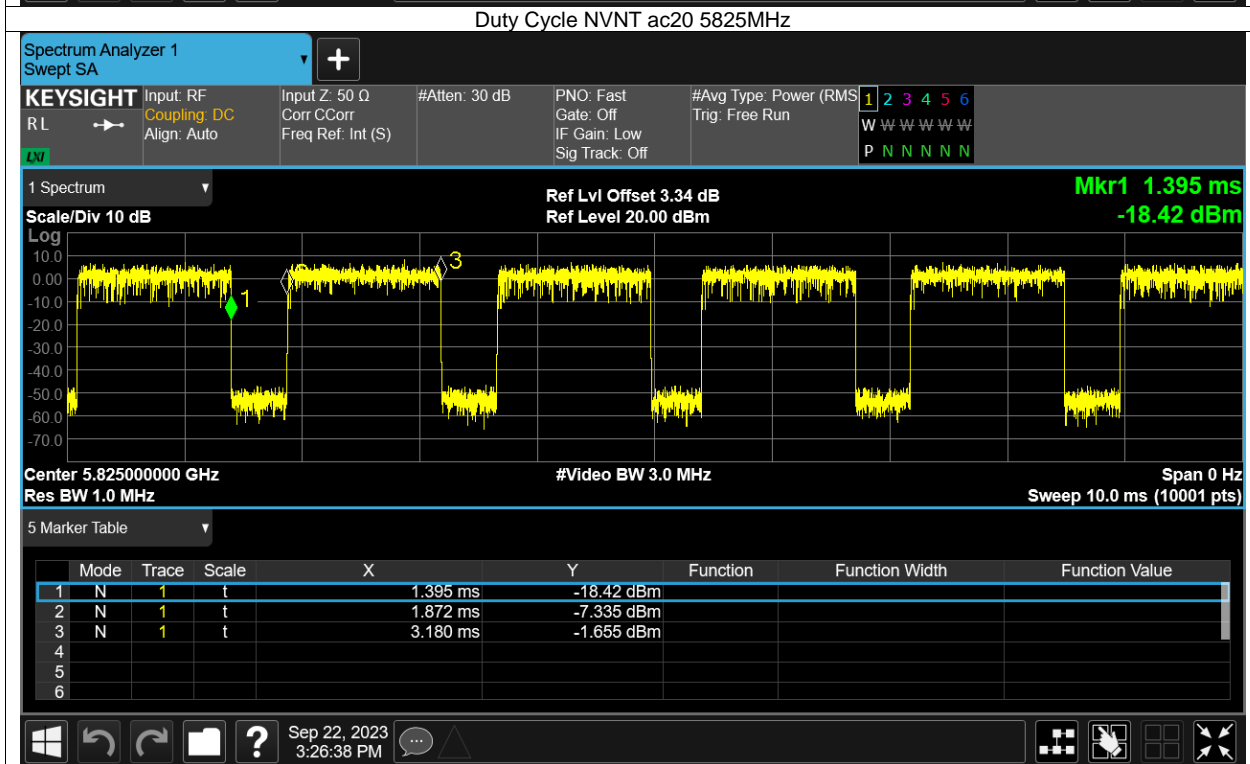 Duty Cycle NVNT ac20 5825MHz
Spectrum Analyzer 1
Swept SA
+
KEYSIGHT Input: RF Input Z: 50 Ω #Atten: 30 dB PNO: Fast #Avg Type: Power (RMS 1 2 3 4 5 6
RL Coupling: DC Corr CCorr Gate: Off Trig: Free Run W W W W W W
Align: Auto Freq Ref: Int (S) IF Gain: Low
LXI Sig Track: Off P N N N N N
1 Spectrum Ref Lvl Offset 3.34 dB Mkr1 1.395 ms
Scale/Div 10 dB Ref Level 20.00 dBm -18.42 dBm
Log
10.0
0.00
-10.0
-20.0
-30.0
-40.0
-50.0
-60.0
-70.0
1
2
3
Center 5.825000000 GHz #Video BW 3.0 MHz Span 0 Hz
Res BW 1.0 MHz Sweep 10.0 ms (10001 pts)
5 Marker Table
Mode Trace Scale X Y Function Function Width Function Value
1 N 1 t 1.395 ms -18.42 dBm
2 N 1 t 1.872 ms -7.335 dBm
3 N 1 t 3.180 ms -1.655 dBm
4
5
6
? Sep 22, 2023
3:26:38 PM